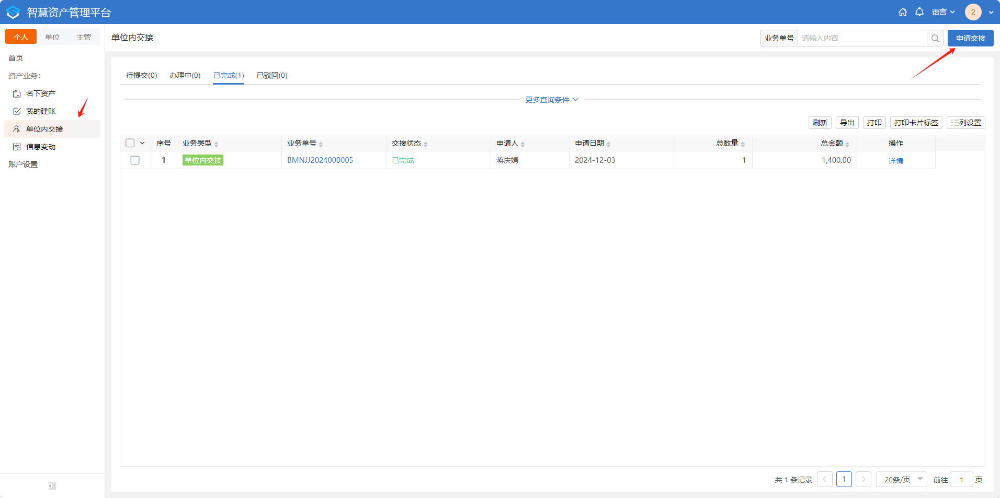 智慧资产管理平台
语言
2
个人 单位 主管
首页
资产业务:
名下资产
我的建账
单位内交接
信息变动
账户设置
单位内交接
业务单号 请输入内容
申请交接
待提交(0) 办理中(0) 已完成(1) 已驳回(0)
更多查询条件
刷新 导出 打印 打印卡片标签 列设置
序号 业务类型 业务单号 交接状态 申请人 申请日期 总数量 总金额 操作
1 单位内交接 BMNJJ2024000005 已完成 蒋庆娟 2024-12-03 1 1,400.00 详情
共 1 条记录 1 20条/页 前往 1 页